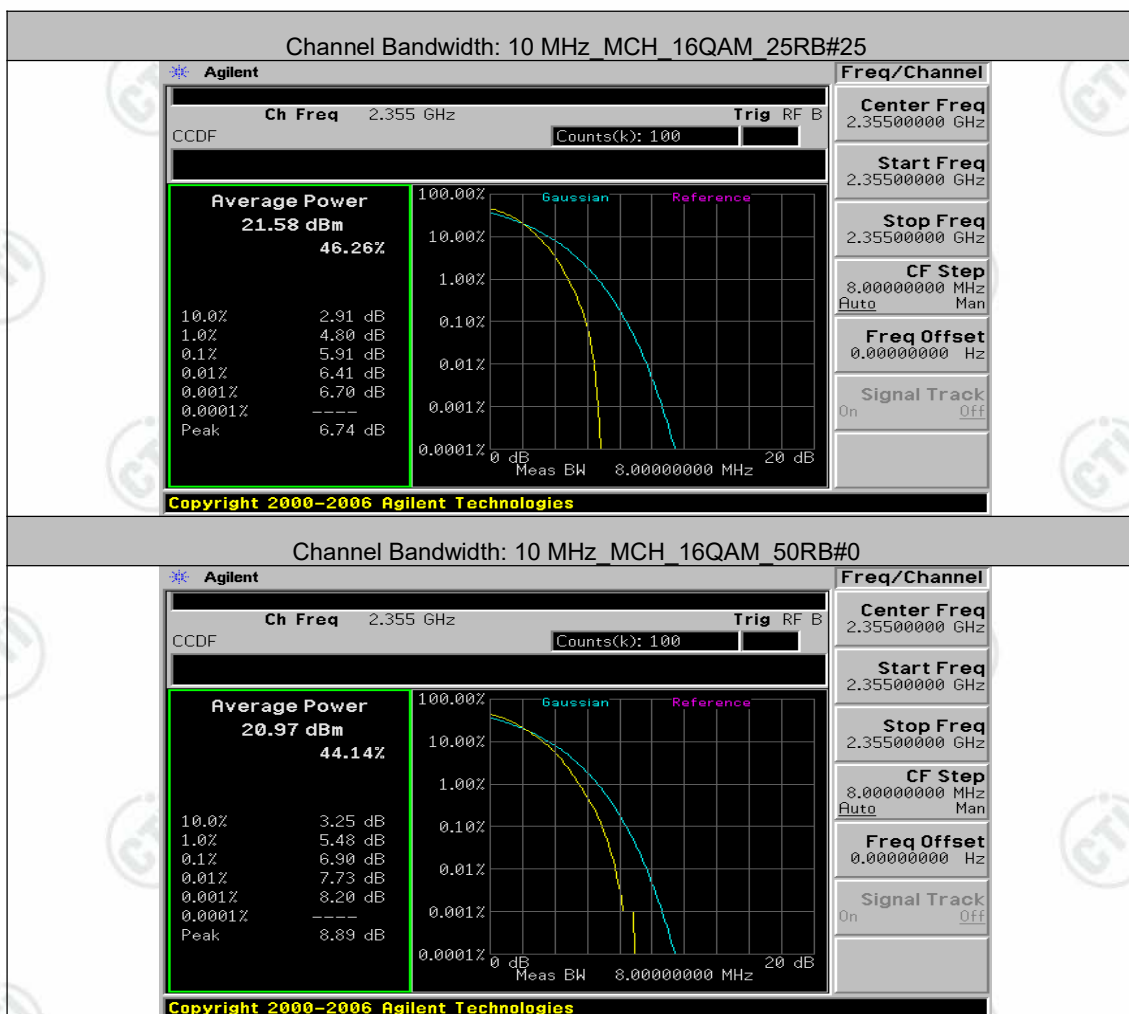 Channel Bandwidth: 10 MHz_MCH_16QAM_25RB#25
Agilent
Freq/Channel
Ch Freq 2.355 GHz Trig RF B
CCDF Counts(k): 100
Center Freq
2.35500000 GHz
Start Freq
2.35500000 GHz
Stop Freq
2.35500000 GHz
CF Step
8.00000000 MHz
Auto Man
Freq Offset
0.00000000 Hz
Signal Track
On Off
Average Power
21.58 dBm
46.26%
10.0% 2.91 dB
1.0% 4.80 dB
0.1% 5.91 dB
0.01% 6.41 dB
0.001% 6.70 dB
0.0001% ----
Peak 6.74 dB
Gaussian Reference
100.00%
10.00%
1.00%
0.10%
0.01%
0.001%
0.0001%
0 dB 20 dB
Meas BW 8.00000000 MHz
Copyright 2000-2006 Agilent Technologies
Channel Bandwidth: 10 MHz_MCH_16QAM_50RB#0
Agilent
Freq/Channel
Ch Freq 2.355 GHz Trig RF B
CCDF Counts(k): 100
Center Freq
2.35500000 GHz
Start Freq
2.35500000 GHz
Stop Freq
2.35500000 GHz
CF Step
8.00000000 MHz
Auto Man
Freq Offset
0.00000000 Hz
Signal Track
On Off
Average Power
20.97 dBm
44.14%
10.0% 3.25 dB
1.0% 5.48 dB
0.1% 6.90 dB
0.01% 7.73 dB
0.001% 8.20 dB
0.0001% ----
Peak 8.89 dB
Gaussian Reference
100.00%
10.00%
1.00%
0.10%
0.01%
0.001%
0.0001%
0 dB 20 dB
Meas BW 8.00000000 MHz
Copyright 2000-2006 Agilent Technologies
CTI
CTI
CTI
CTI
CTI
CTI